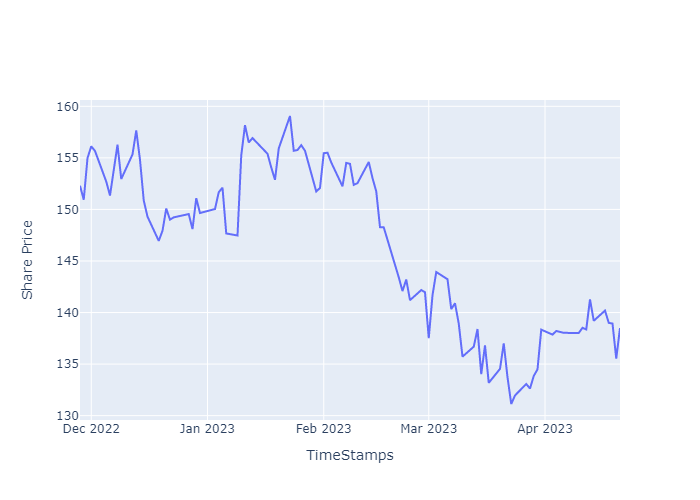 160
155
150
145
140
135
130
Share Price
Dec 2022
Jan 2023
Feb 2023
Mar 2023
Apr 2023
TimeStamps